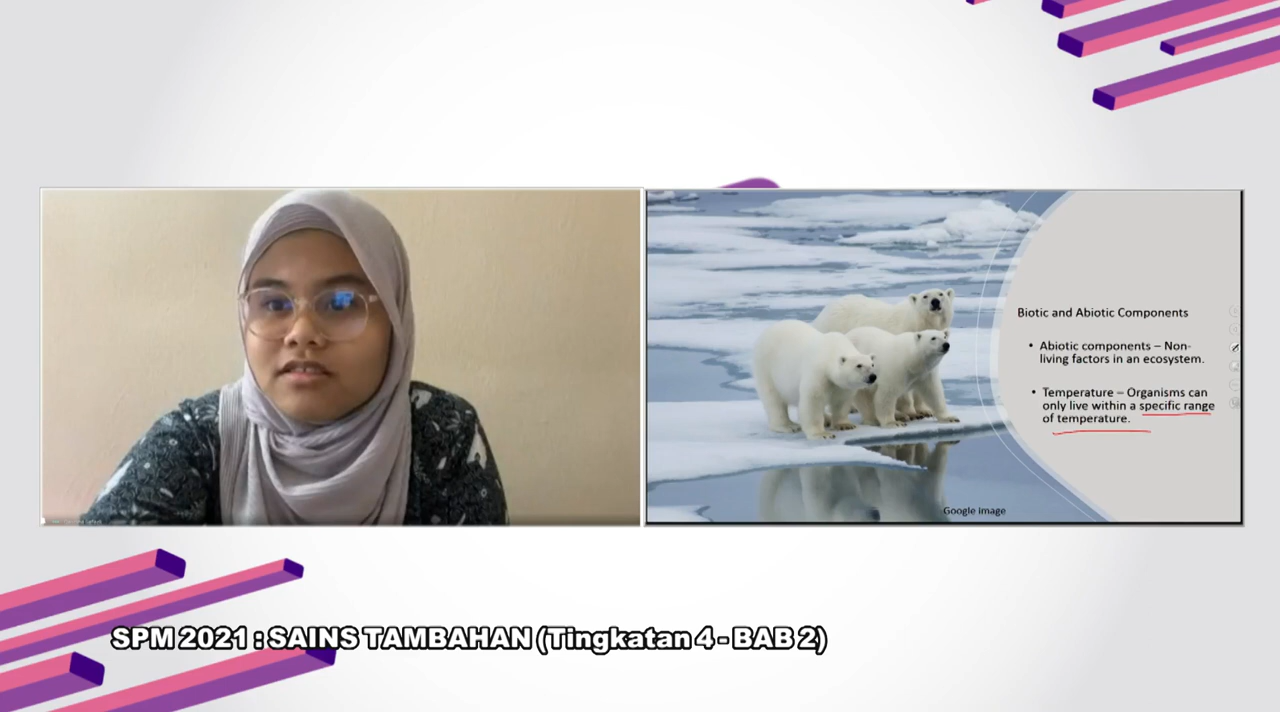 Biotic and Abiotic Components
• Abiotic components – Non-
living factors in an ecosystem.
• Temperature – Organisms can
only live within a specific range
of temperature.
Google image
SPM 2021 : SAINS TAMBAHAN (Tingkatan 4 - BAB 2)